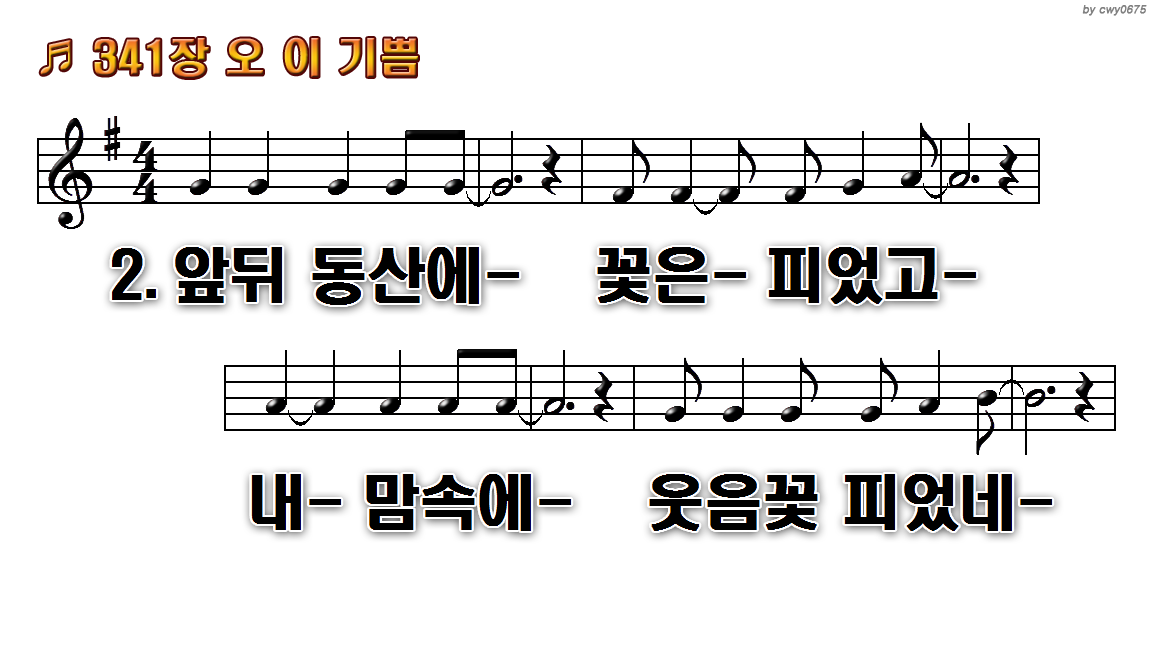 by cwy0675
341장 오 이 기쁨
2. 앞뒤 동산에- 꽃은- 피었고-
내- 맘속에- 웃음꽃 피었네-